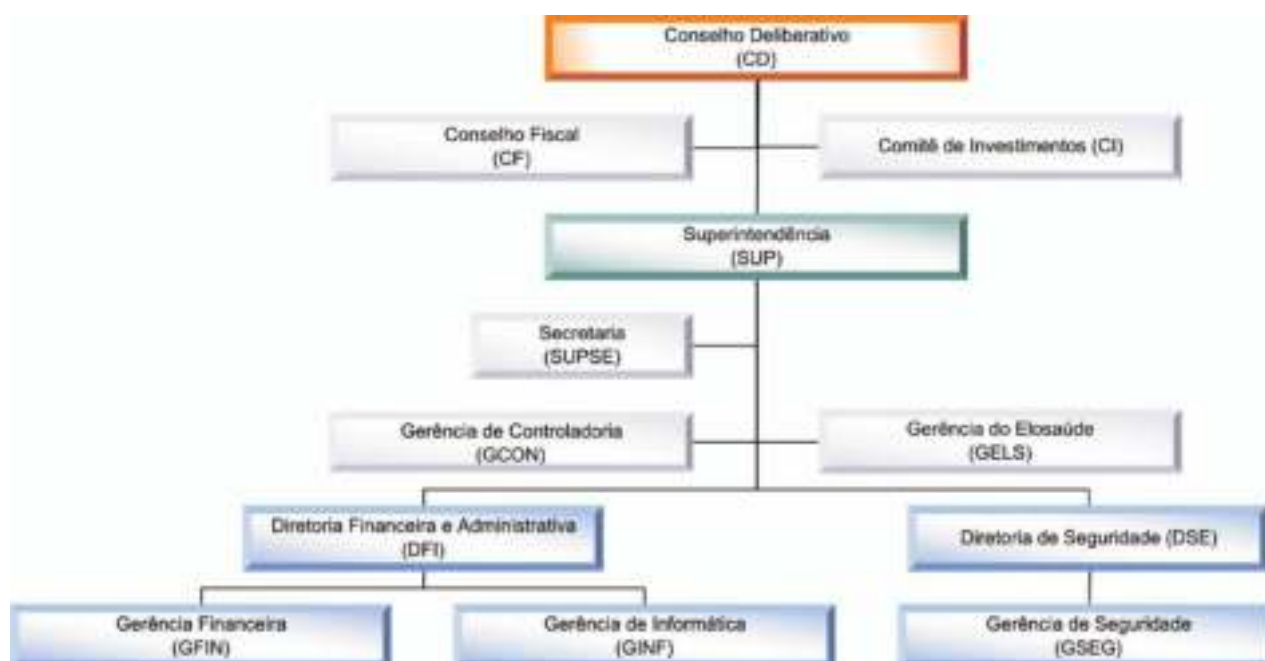 Conselho Deliberativo
(CD)
Conselho Fiscal
(CF)
Comitê de Investimentos (CI)
Superintendência
(SUP)
Secretaria
(SUPSE)
Gerência de Controladoria
(GCON)
Gerência do Elosaúde
(GELS)
Diretoria Financeira e Administrativa
(DFI)
Diretoria de Seguridade (DSE)
Gerência Financeira
(GFIN)
Gerência de Informática
(GINF)
Gerência de Seguridade
(GSEG)